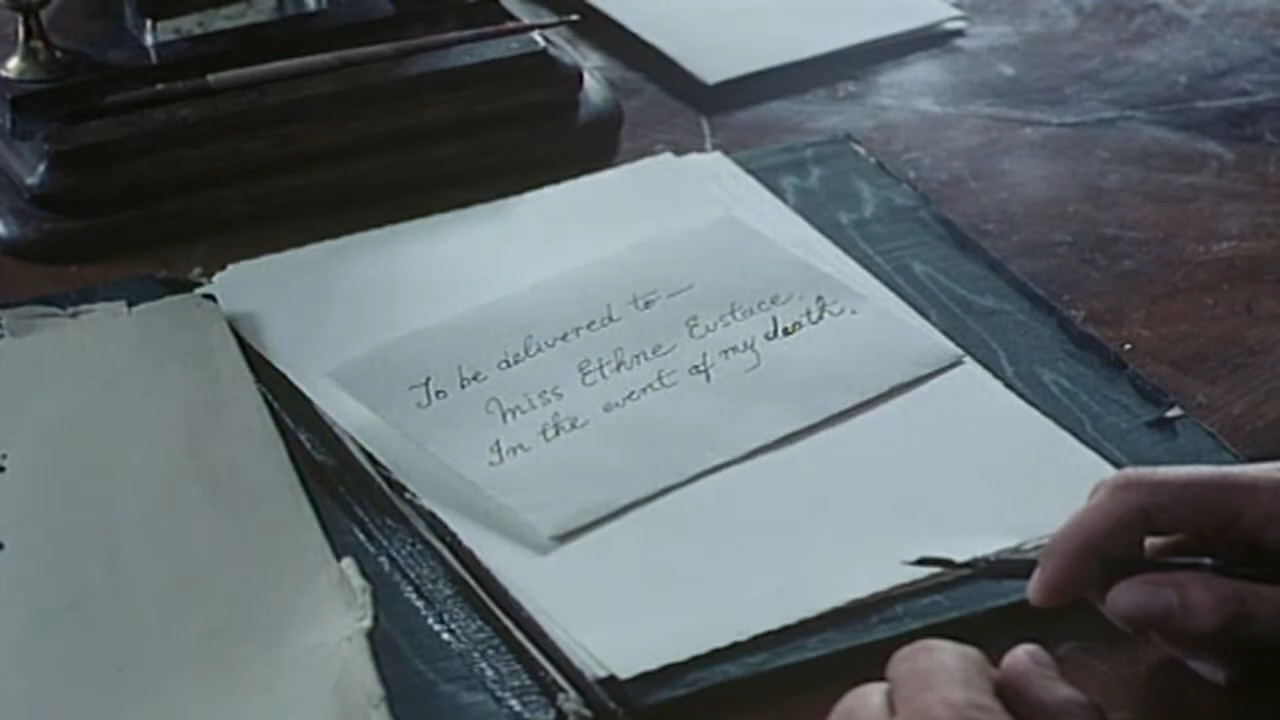 To be delivered to —
Miss Ethne Eustace.
In the event of my death.